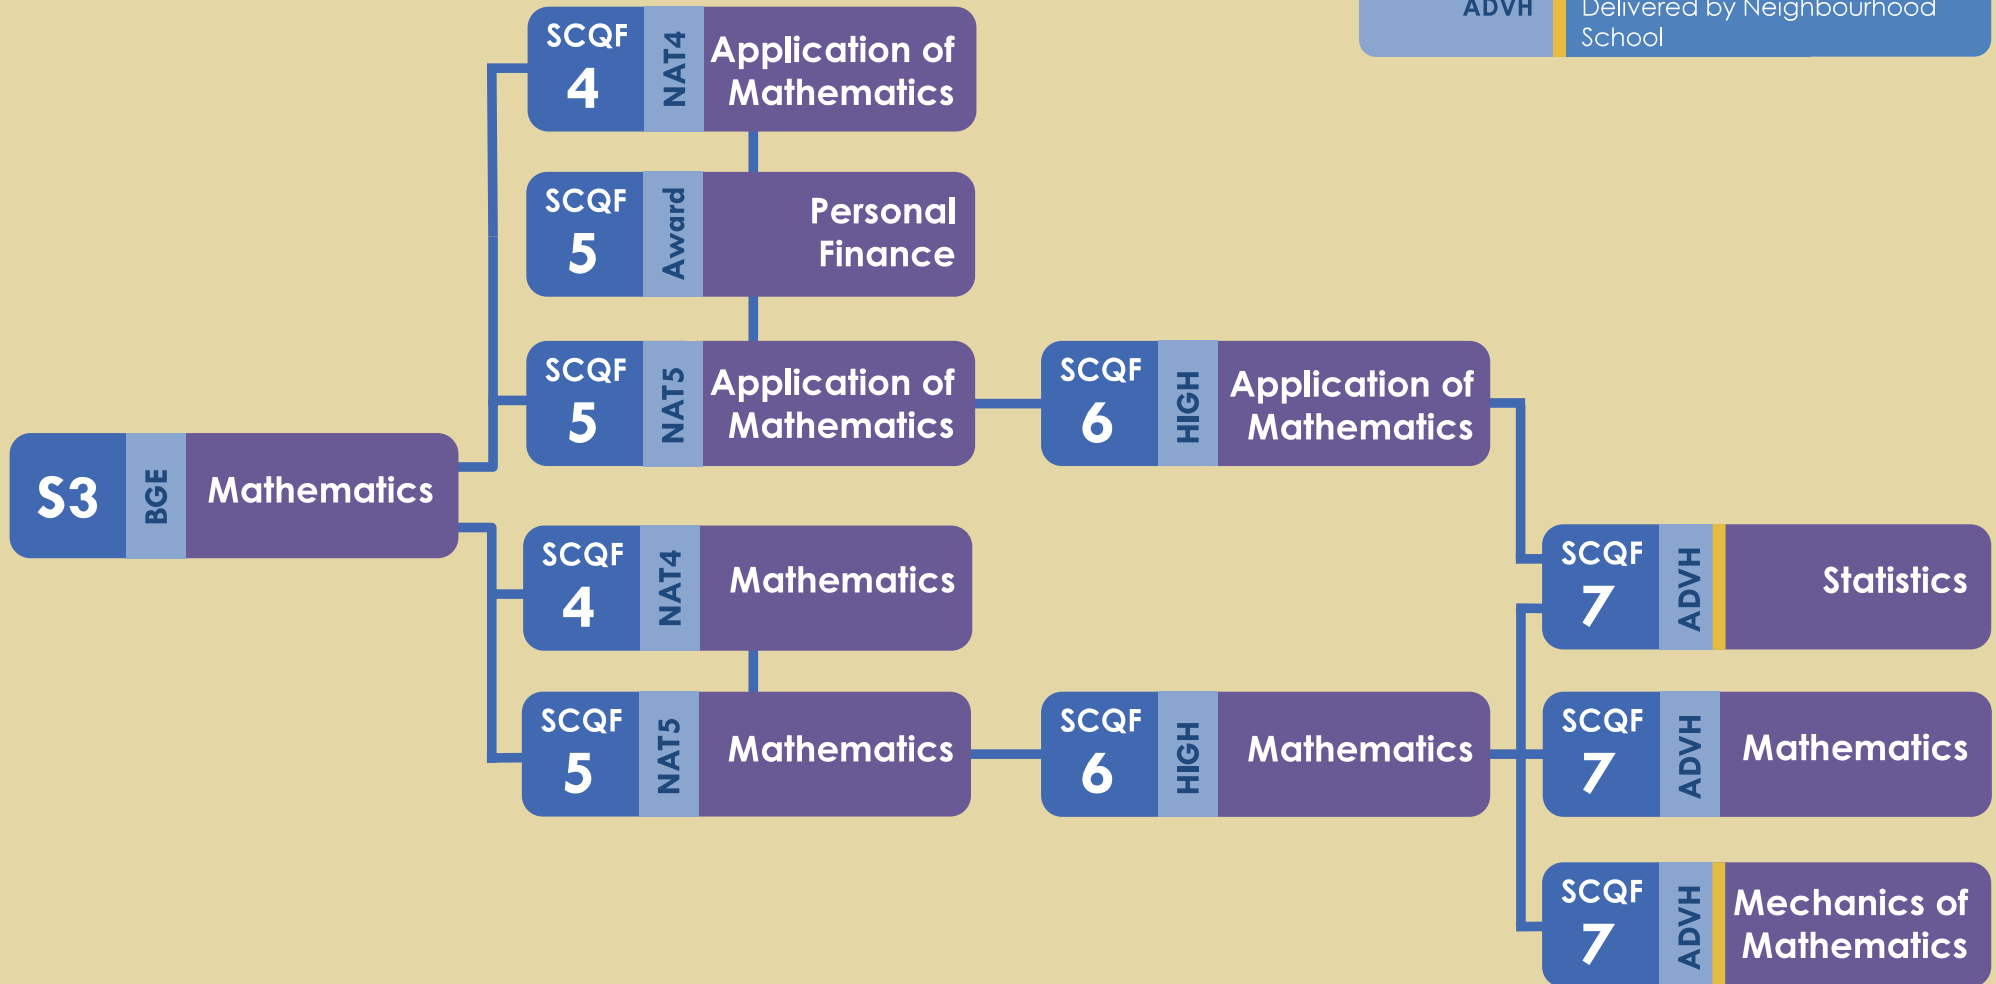 ADVH
Delivered by Neighbourhood
School
SCQF
4
NAT4
Application of
Mathematics
SCQF
5
Award
Personal
Finance
SCQF
5
NAT5
Application of
Mathematics
SCQF
6
HIGH
Application of
Mathematics
S3
BGE
Mathematics
SCQF
4
NAT4
Mathematics
SCQF
7
ADVH
Statistics
SCQF
5
NAT5
Mathematics
SCQF
6
HIGH
Mathematics
SCQF
7
ADVH
Mathematics
SCQF
7
ADVH
Mechanics of
Mathematics